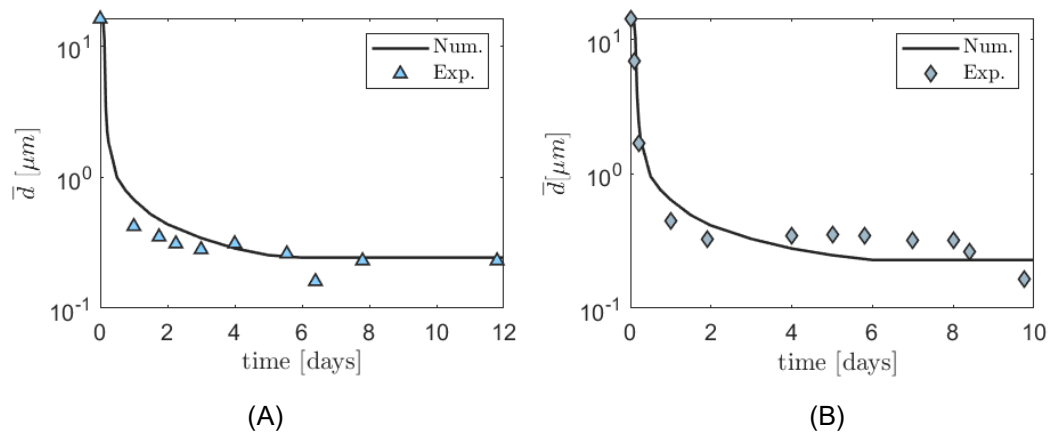 Num.
Exp.
10^1
10^0
10^-1
d̅ [μm]
0 2 4 6 8 10 12
time [days]
(A)
Num.
Exp.
10^1
10^0
10^-1
d̅[μm]
0 2 4 6 8 10
time [days]
(B)